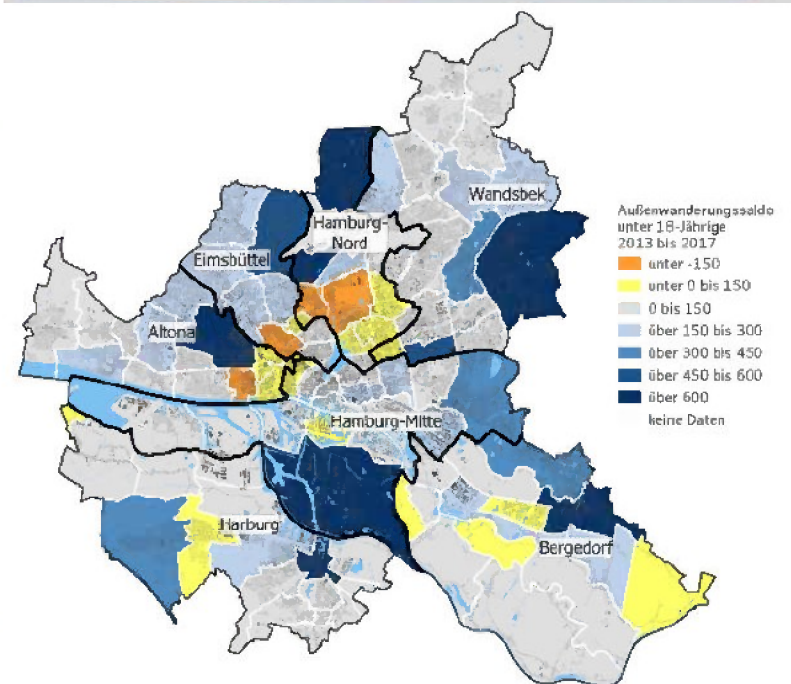 Wandsbek
Hamburg-
Nord
Eimsbüttel
Altona
Hamburg-Mitte
Harburg
Bergedorf
Außenwanderungssaldo
unter 18-Jährige
2013 bis 2017
unter -150
unter 0 bis 150
0 bis 150
über 150 bis 300
über 300 bis 450
über 450 bis 600
über 600
keine Daten